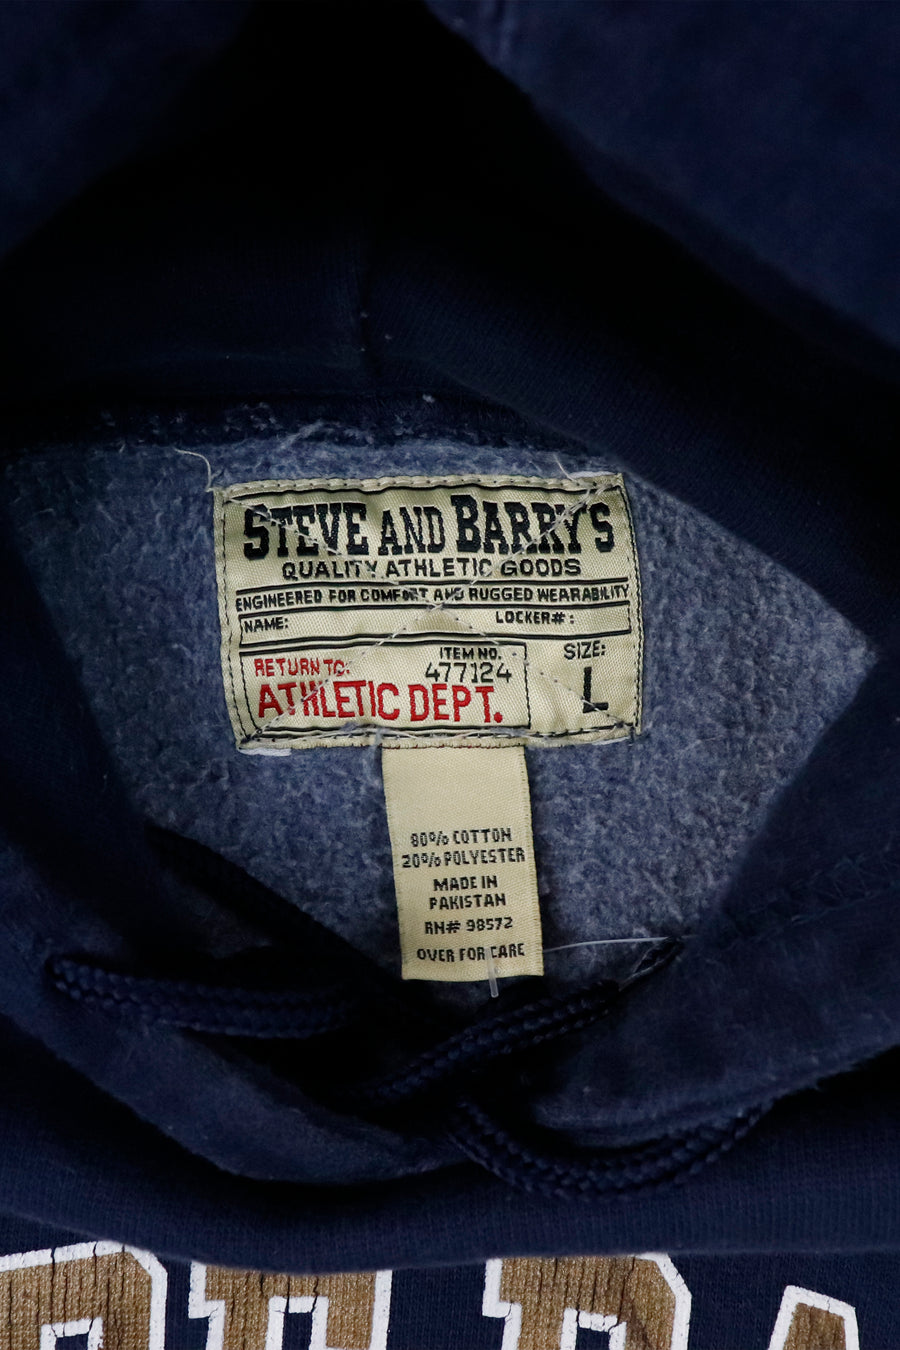 STEVE AND BARRY'S
QUALITY ATHLETIC GOODS
ENGINEERED FOR COMFORT AND RUGGED WEARABILITY
NAME: LOCKER#:
RETURN TO: ITEM NO. SIZE:
477124
ATHLETIC DEPT. L
80% COTTON
20% POLYESTER
MADE IN
PAKISTAN
RN# 98572
OVER FOR CARE